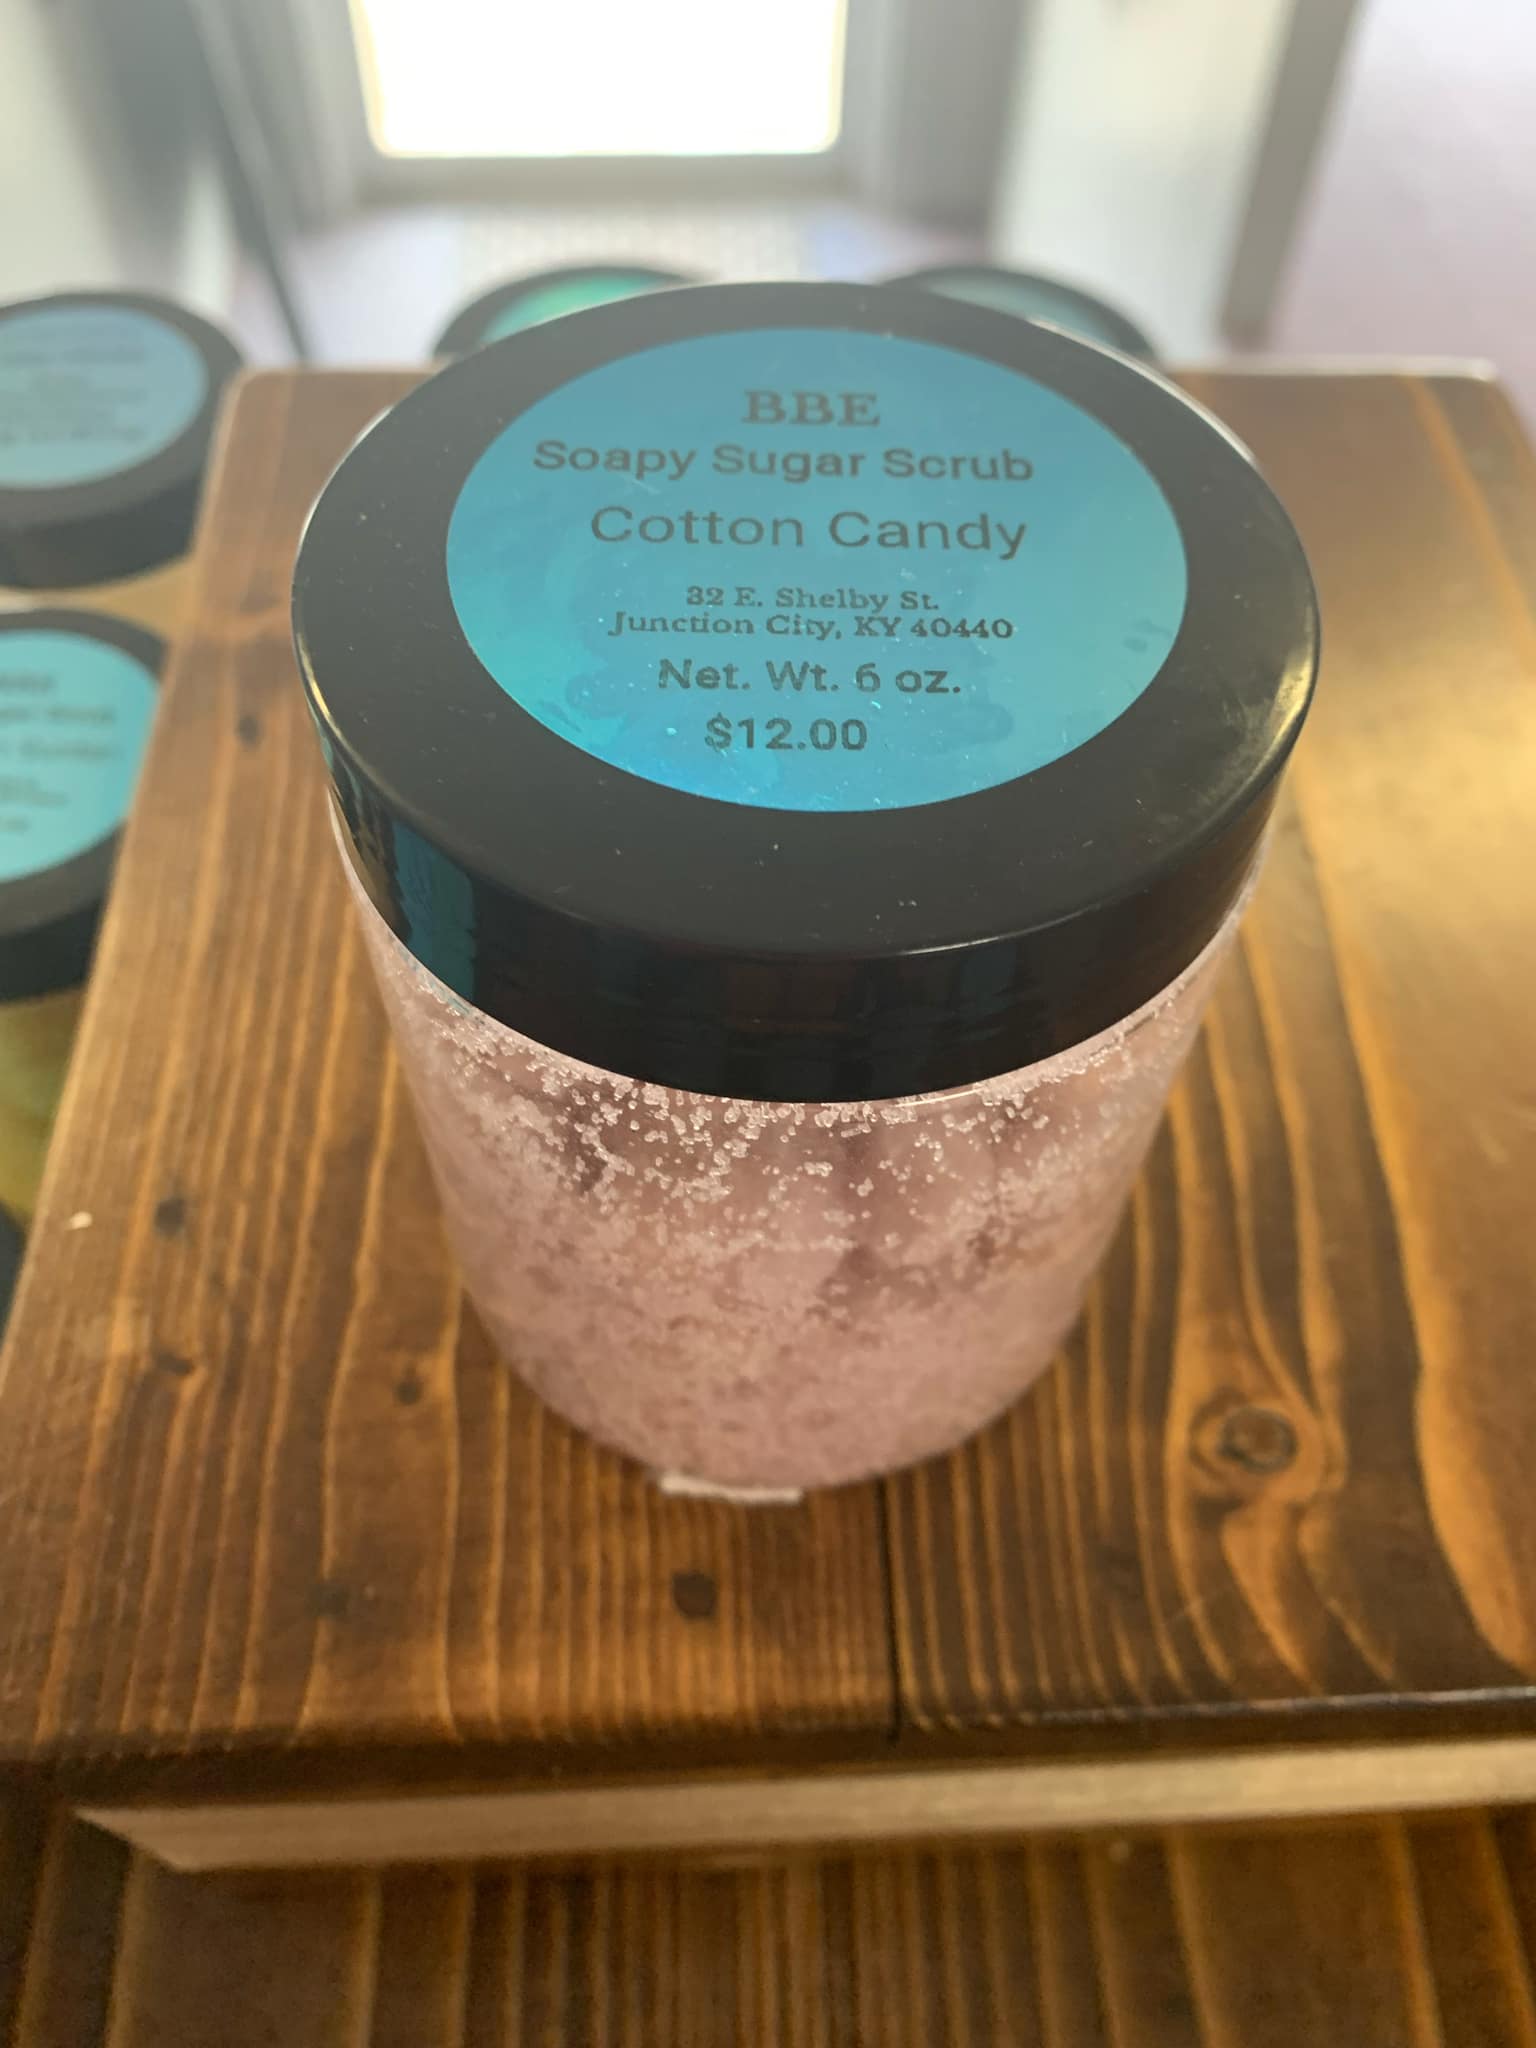 BBE
Soapy Sugar Scrub
Cotton Candy
32 E. Shelby St.
Junction City, KY 40440
Net. Wt. 6 oz.
$12.00